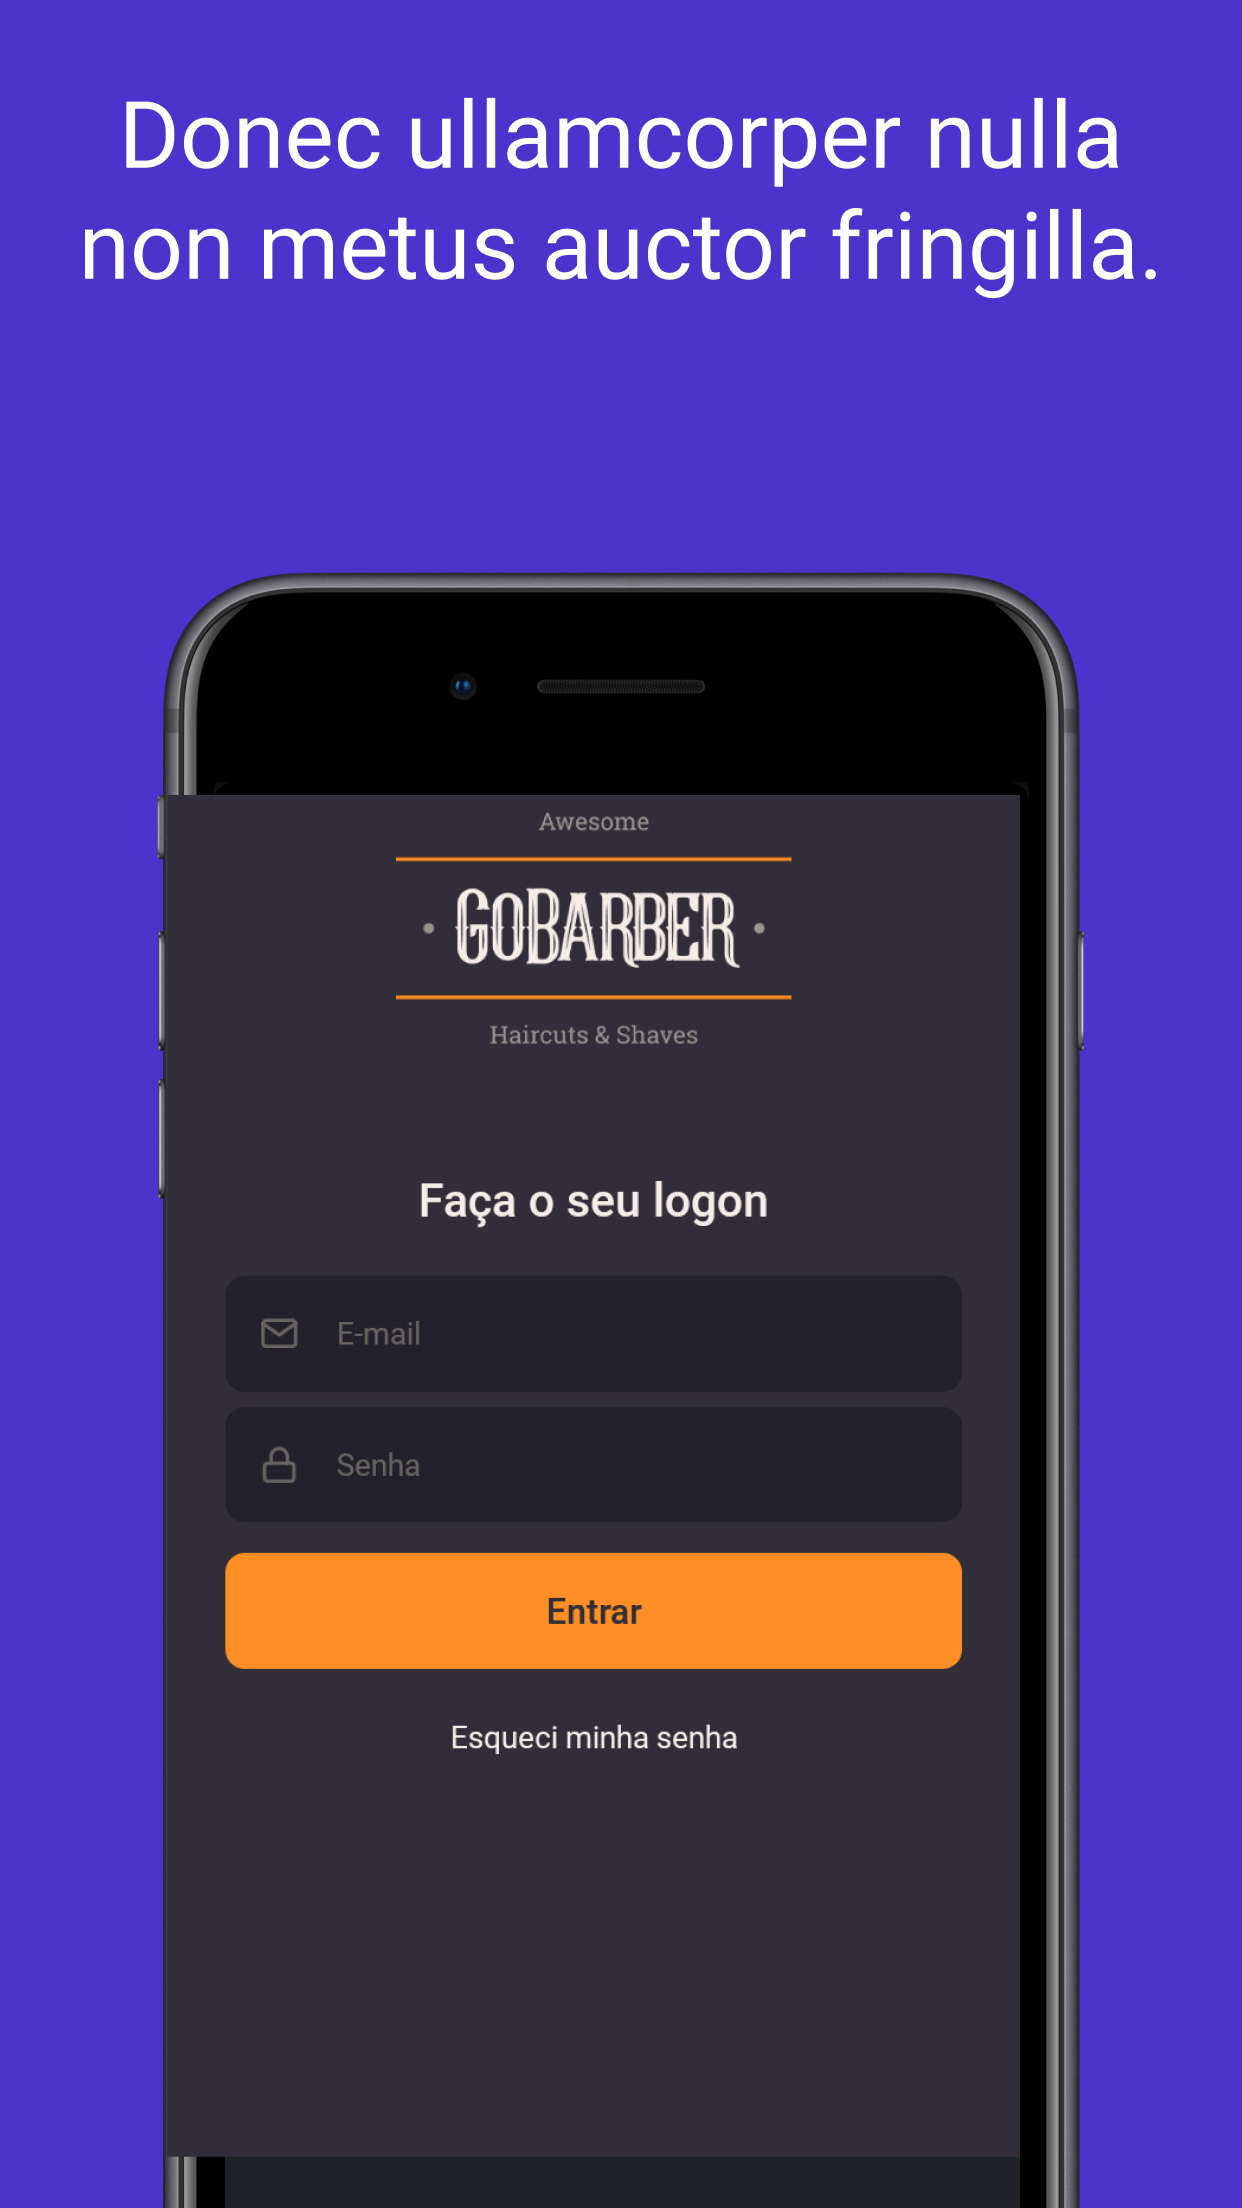 Donec ullamcorper nulla
non metus auctor fringilla.
Awesome
GOBARBER
Haircuts & Shaves
Faça o seu logon
E-mail
Senha
Entrar
Esqueci minha senha